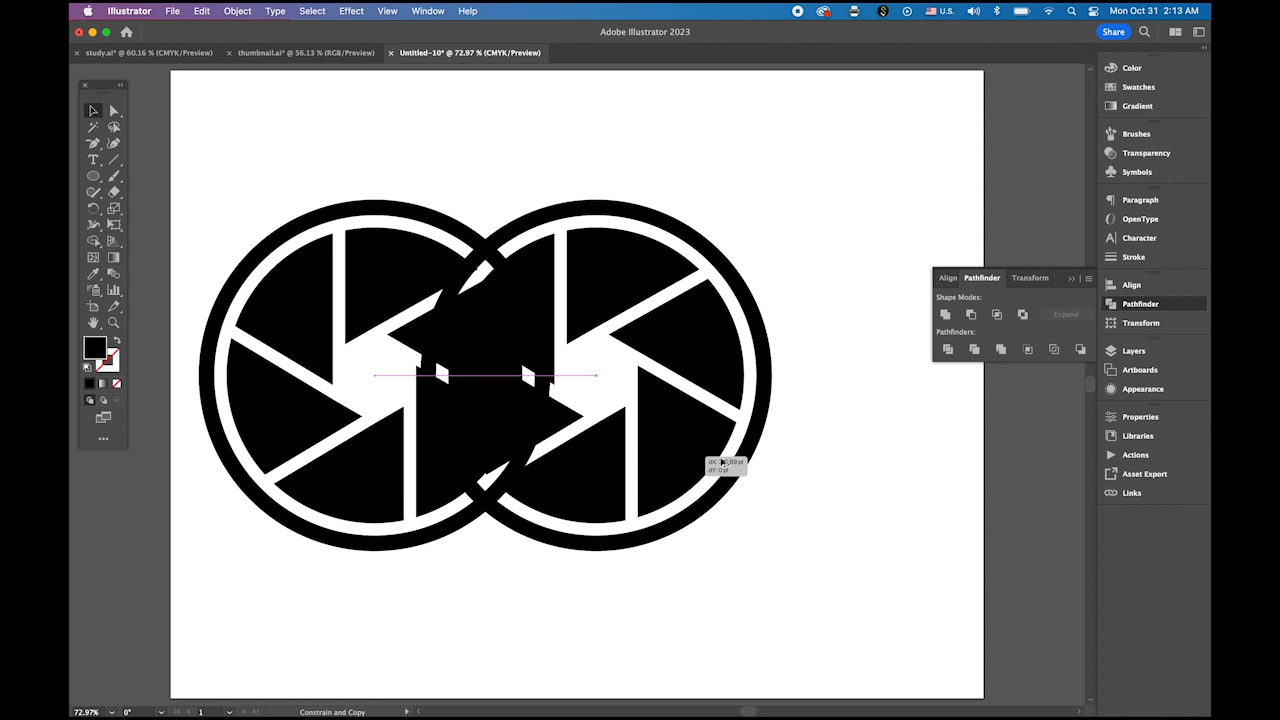 Illustrator File Edit Object Type Select Effect View Window Help
U.S. Mon Oct 31 2:13 AM
Adobe Illustrator 2023
Share
study.ai* @ 60.16 % (CMYK/Preview)
thumbnail.ai* @ 56.13 % (RGB/Preview)
Untitled-10* @ 72.97 % (CMYK/Preview)
Color
Swatches
Gradient
Brushes
Transparency
Symbols
Paragraph
OpenType
Character
Stroke
Align Pathfinder Transform
Shape Modes:
Expand
Pathfinders:
Align
Pathfinder
Transform
Layers
Artboards
Appearance
Properties
Libraries
Actions
Asset Export
Links
dY: 0 pt
72.97% 0° 1 Constrain and Copy